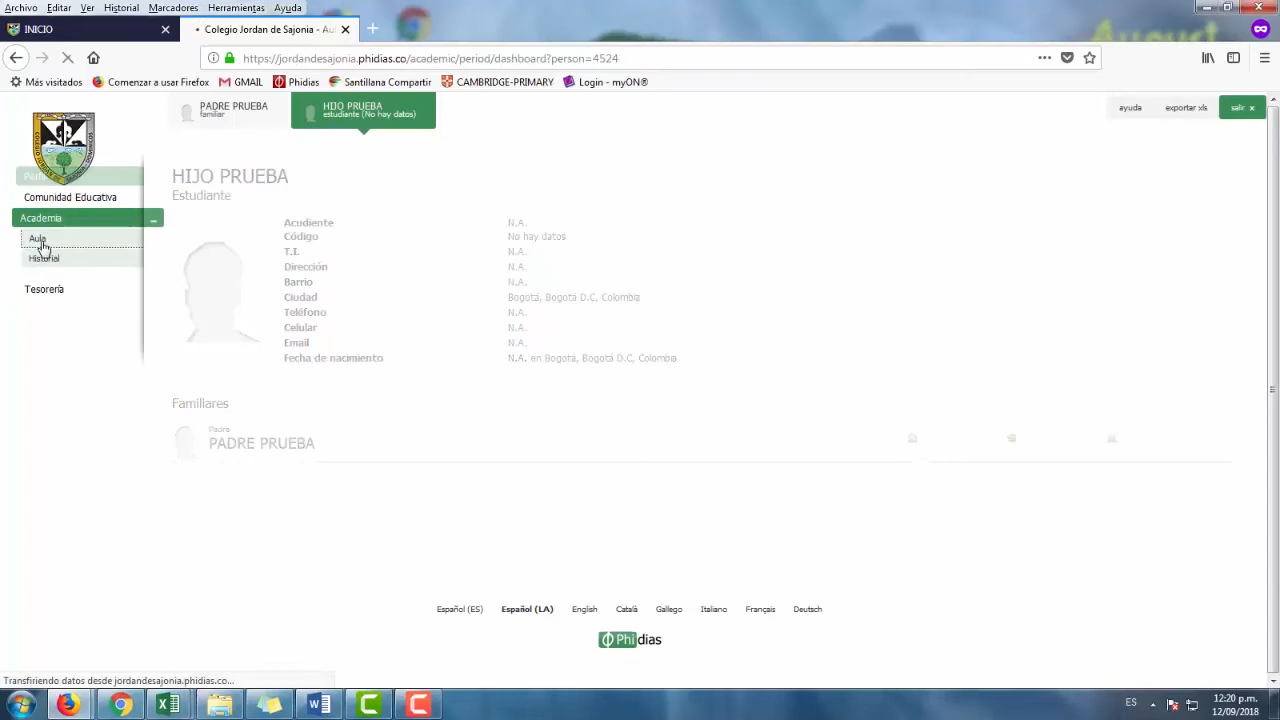 Archivo Editar Ver Historial Marcadores Herramientas Ayuda
INICIO
Colegio Jordan de Sajonia - Au
https://jordandesajonia.phidias.co/academic/period/dashboard?person=4524
Más visitados Comenzar a usar Firefox GMAIL Phidias Santillana Compartir CAMBRIDGE-PRIMARY Login - myON®
PADRE PRUEBA
familiar
HIJO PRUEBA
estudiante (No hay datos)
ayuda exportar xls salir x
HIJO PRUEBA
Estudiante
Comunidad Educativa
Academia
Aula
Historial
Tesorería
Acudiente N.A.
Código No hay datos
T.I. N.A.
Dirección N.A.
Barrio N.A.
Ciudad Bogotá, Bogotá D.C, Colombia
Teléfono N.A.
Celular N.A.
Email N.A.
Fecha de nacimiento N.A. en Bogotá, Bogotá D.C, Colombia
Familiares
Padre
PADRE PRUEBA
Español (ES) Español (LA) English Català Gallego Italiano Français Deutsch
Phidias
Transfiriendo datos desde jordandesajonia.phidias.co...
ES
12:20 p.m.
12/09/2018